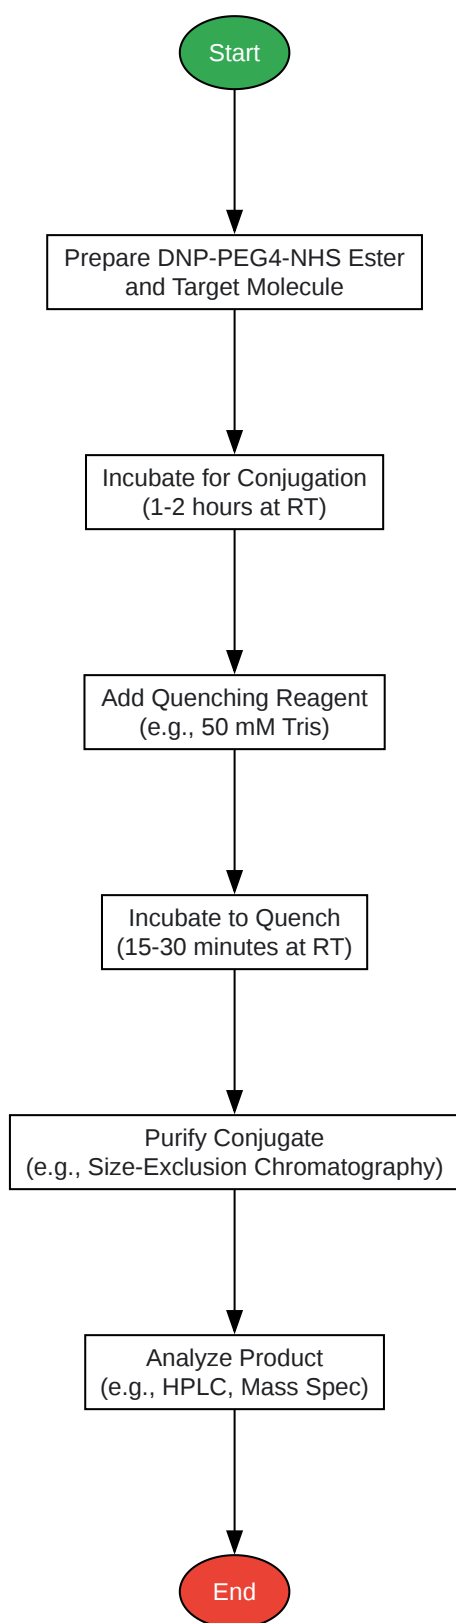 Start
Prepare DNP-PEG4-NHS Ester
and Target Molecule
Incubate for Conjugation
(1-2 hours at RT)
Add Quenching Reagent
(e.g., 50 mM Tris)
Incubate to Quench
(15-30 minutes at RT)
Purify Conjugate
(e.g., Size-Exclusion Chromatography)
Analyze Product
(e.g., HPLC, Mass Spec)
End